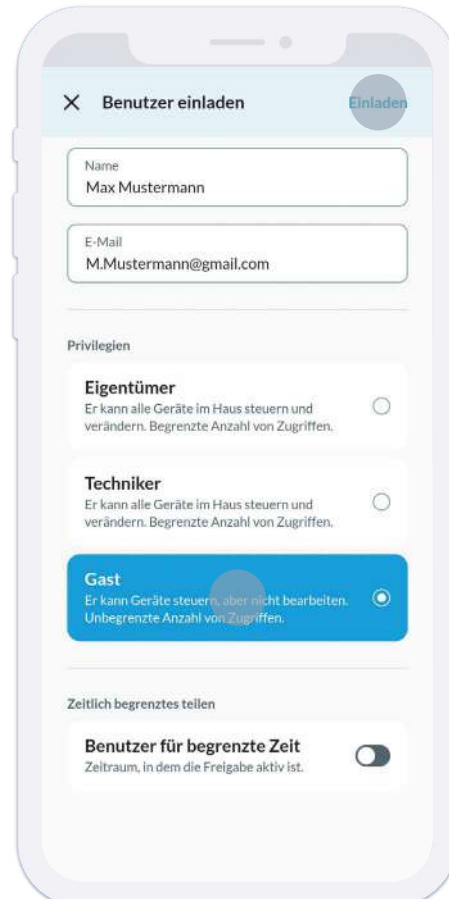 Benutzer einladen
Einladen
Name
Max Mustermann
E-Mail
M.Mustermann@gmail.com
Privilegien
Eigentümer
Er kann alle Geräte im Haus steuern und
verändern. Begrenzte Anzahl von Zugriffen.
Techniker
Er kann alle Geräte im Haus steuern und
verändern. Begrenzte Anzahl von Zugriffen.
Gast
Er kann Geräte steuern, aber nicht bearbeiten.
Unbegrenzte Anzahl von Zugriffen.
Zeitlich begrenztes teilen
Benutzer für begrenzte Zeit
Zeitraum, in dem die Freigabe aktiv ist.